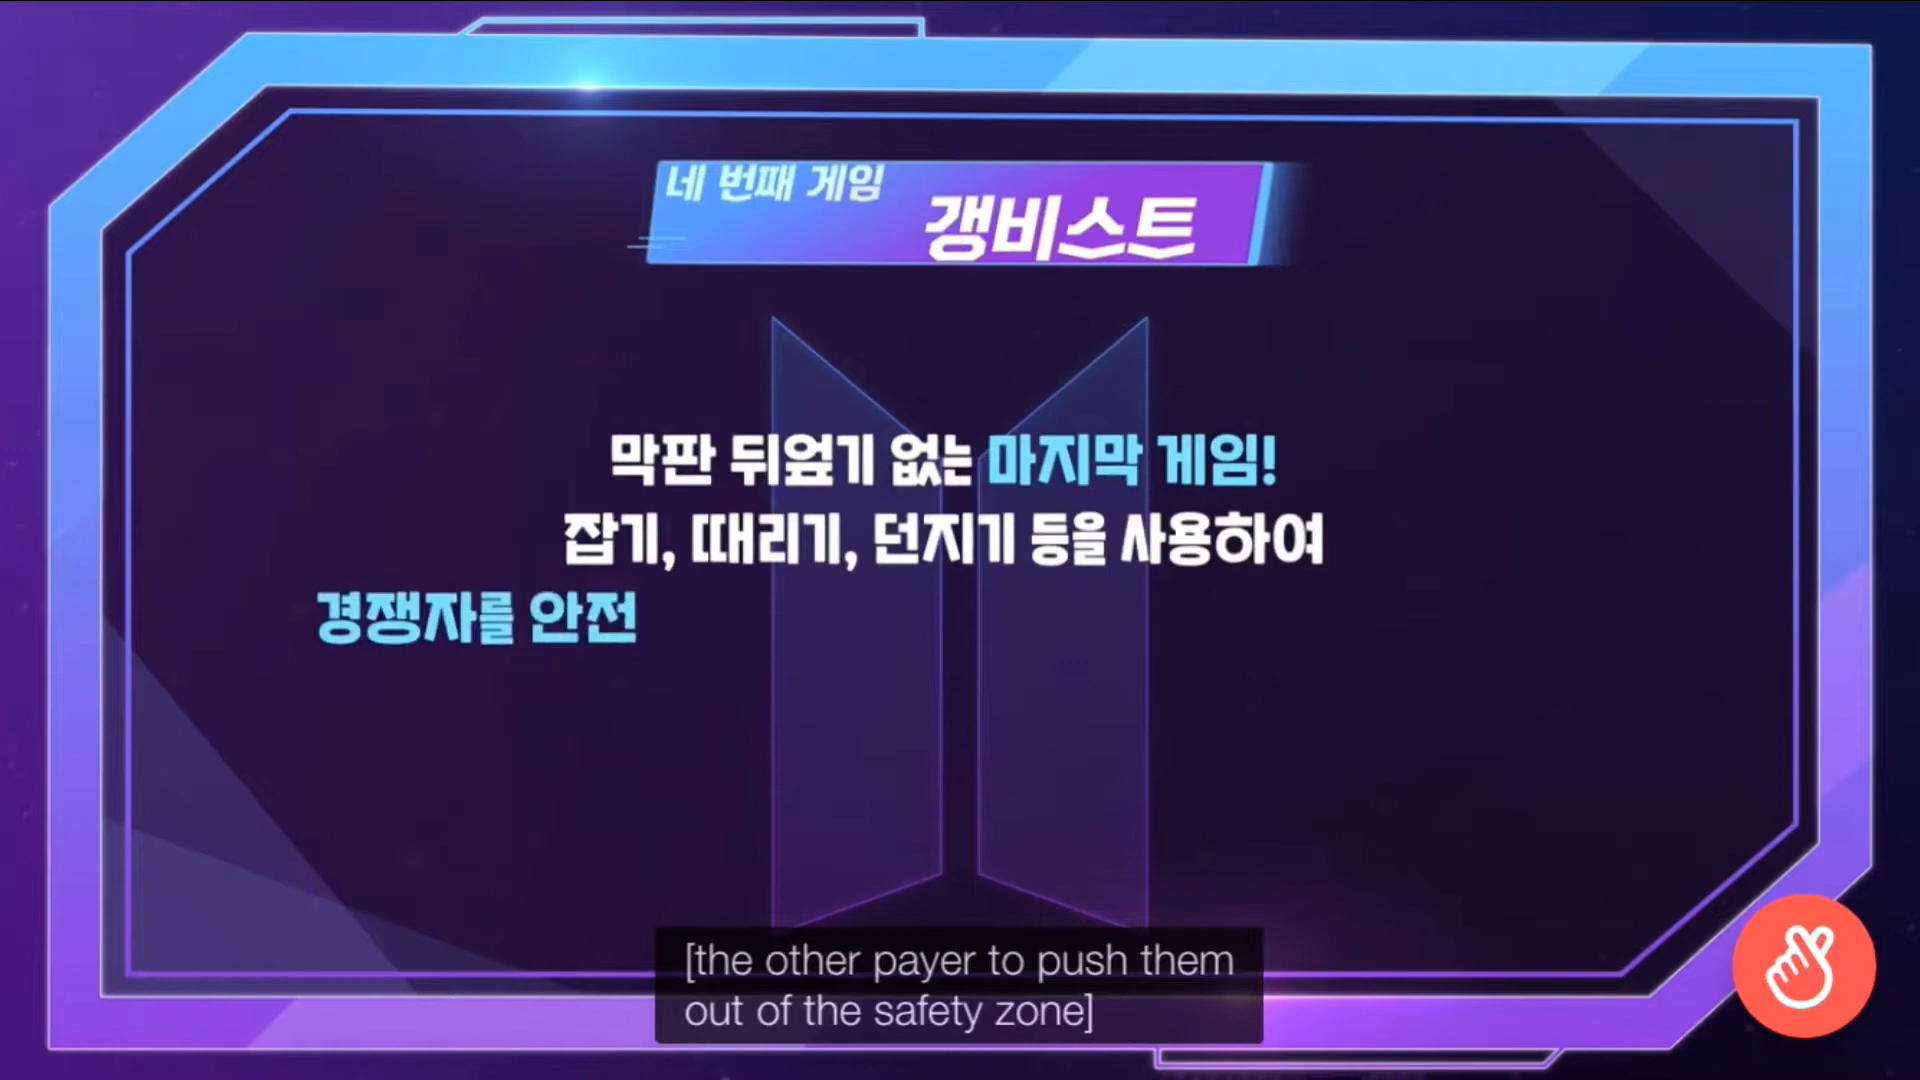 네 번째 게임
갱비스트
막판 뒤엎기 없는 마지막 게임!
잡기, 때리기, 던지기 등을 사용하여
경쟁자를 안전
[the other payer to push them
out of the safety zone]